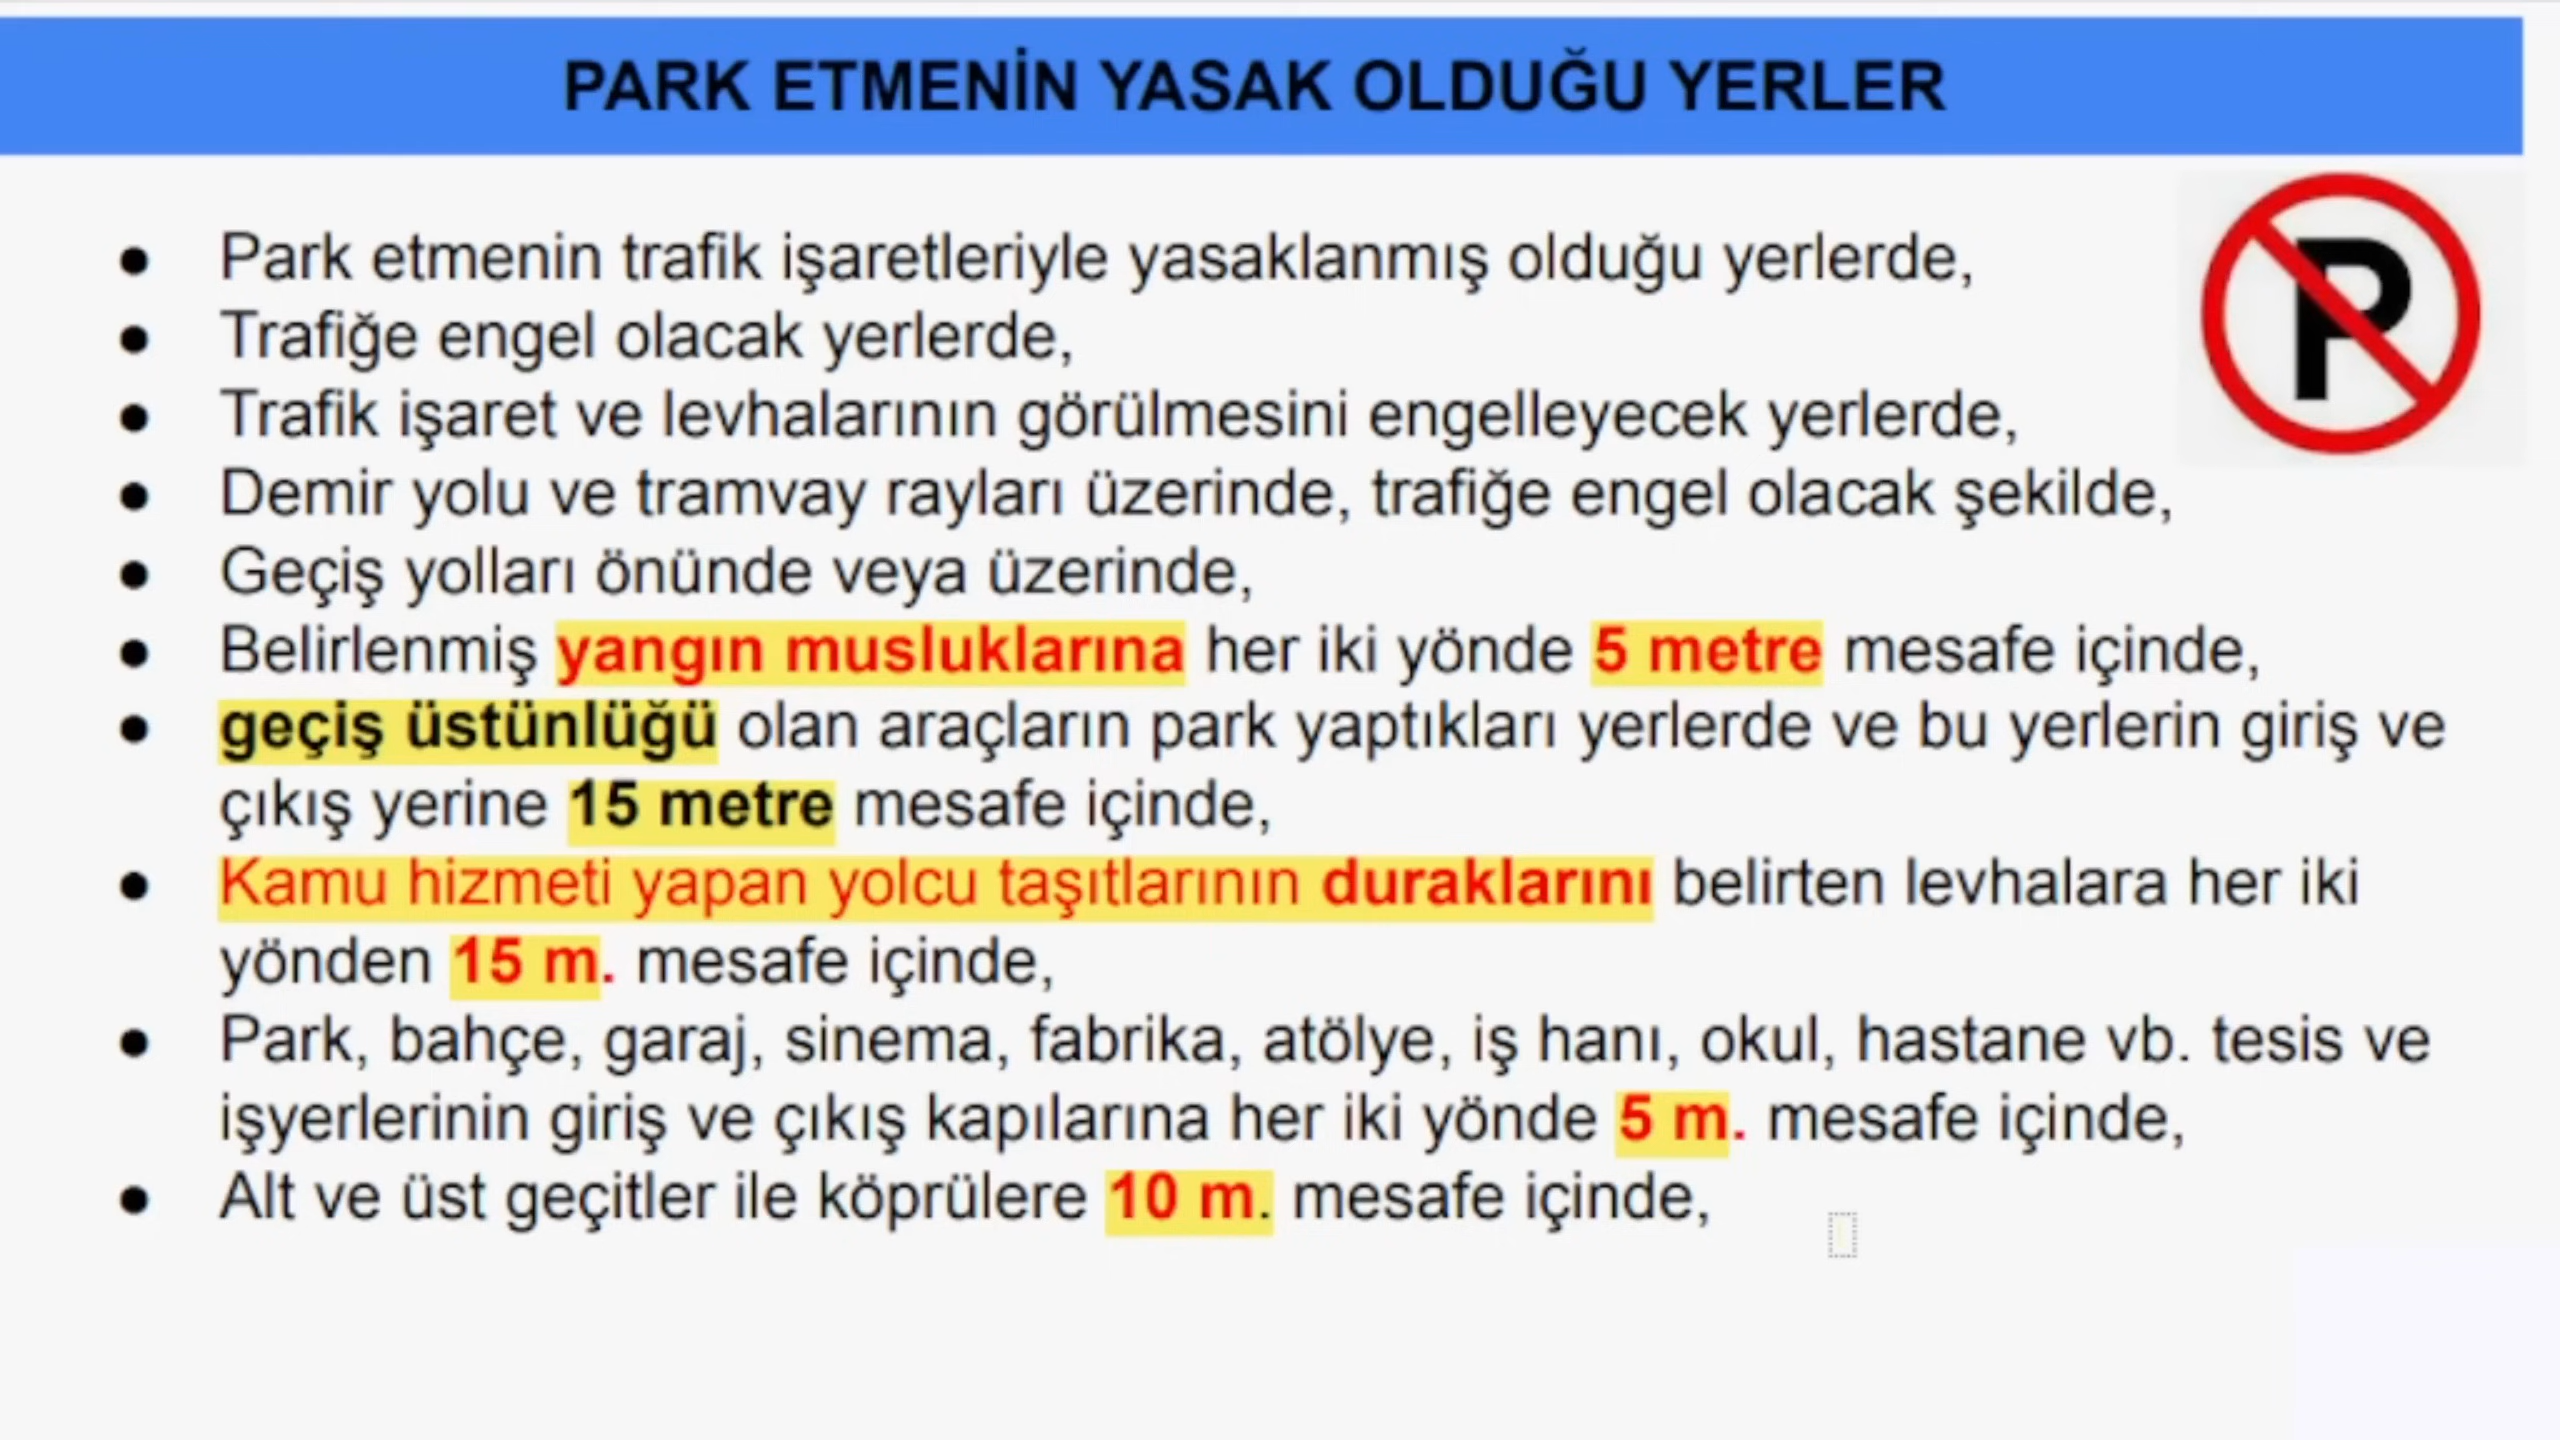 PARK ETMENİN YASAK OLDUĞU YERLER
P
● Park etmenin trafik işaretleriyle yasaklanmış olduğu yerlerde,
● Trafiğe engel olacak yerlerde,
● Trafik işaret ve levhalarının görülmesini engelleyecek yerlerde,
● Demir yolu ve tramvay rayları üzerinde, trafiğe engel olacak şekilde,
● Geçiş yolları önünde veya üzerinde,
● Belirlenmiş yangın musluklarına her iki yönde 5 metre mesafe içinde,
● geçiş üstünlüğü olan araçların park yaptıkları yerlerde ve bu yerlerin giriş ve
çıkış yerine 15 metre mesafe içinde,
● Kamu hizmeti yapan yolcu taşıtlarının duraklarını belirten levhalara her iki
yönden 15 m. mesafe içinde,
● Park, bahçe, garaj, sinema, fabrika, atölye, iş hanı, okul, hastane vb. tesis ve
işyerlerinin giriş ve çıkış kapılarına her iki yönde 5 m. mesafe içinde,
● Alt ve üst geçitler ile köprülere 10 m. mesafe içinde,